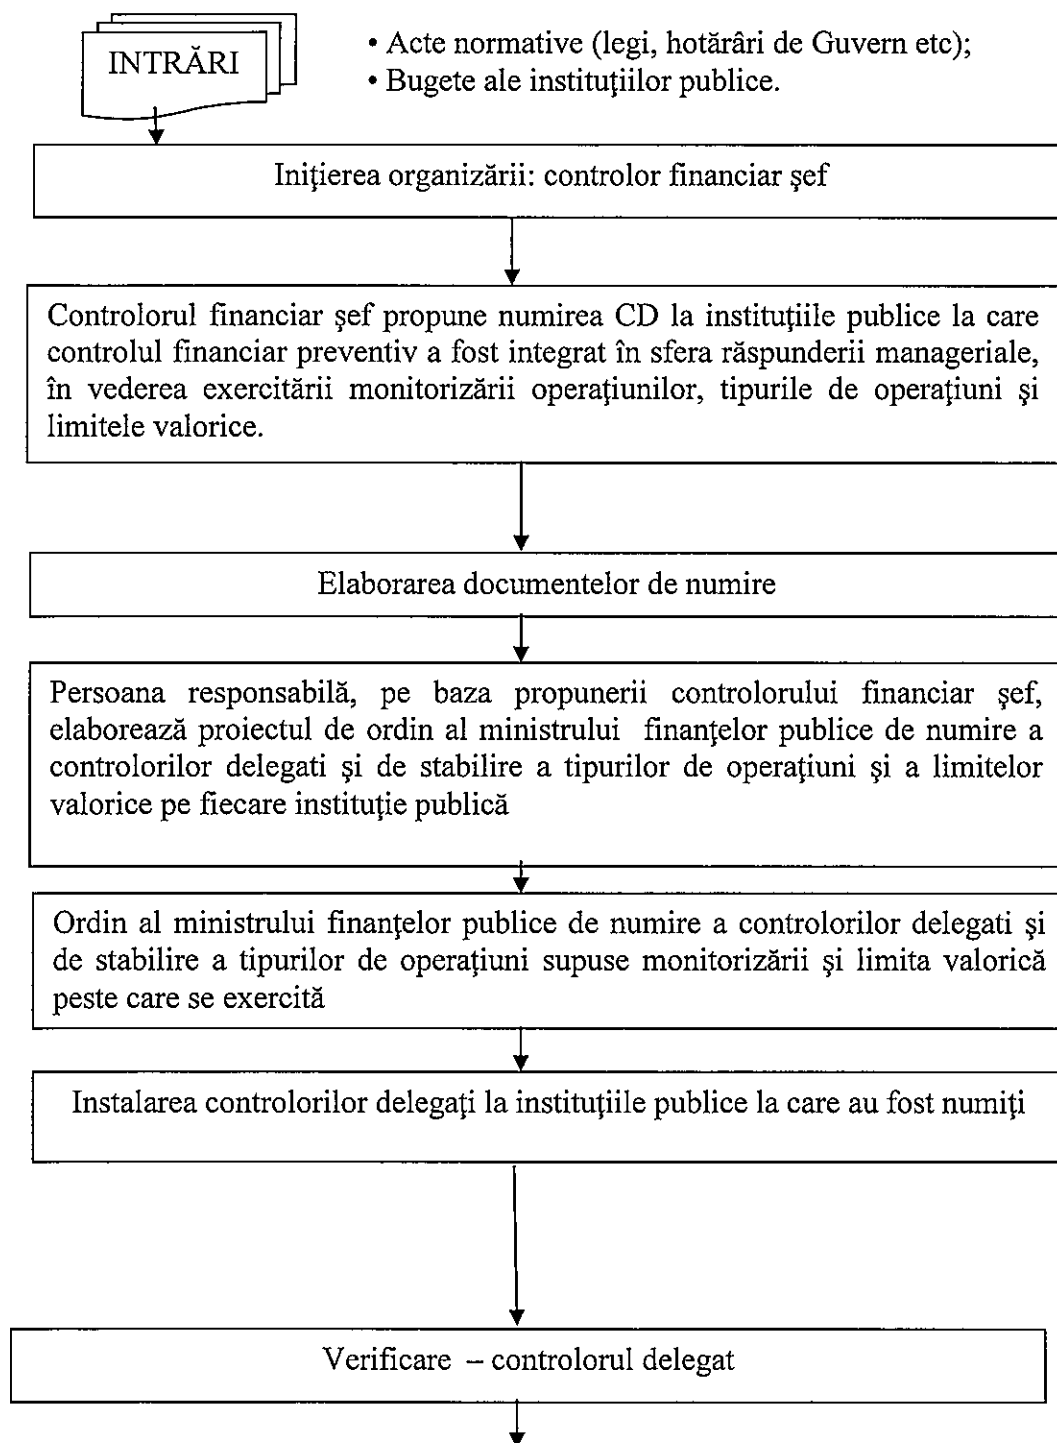 INTRĂRI
• Acte normative (legi, hotărâri de Guvern etc);
• Bugete ale instituţiilor publice.
Iniţierea organizării: controlor financiar şef
Controlorul financiar şef propune numirea CD la instituţiile publice la care
controlul financiar preventiv a fost integrat în sfera răspunderii manageriale,
în vederea exercitării monitorizării operaţiunilor, tipurile de operaţiuni şi
limitele valorice.
Elaborarea documentelor de numire
Persoana responsabilă, pe baza propunerii controlorului financiar şef,
elaborează proiectul de ordin al ministrului finanţelor publice de numire a
controlorilor delegati şi de stabilire a tipurilor de operaţiuni şi a limitelor
valorice pe fiecare instituţie publică
Ordin al ministrului finanţelor publice de numire a controlorilor delegati şi
de stabilire a tipurilor de operaţiuni supuse monitorizării şi limita valorică
peste care se exercită
Instalarea controlorilor delegaţi la instituţiile publice la care au fost numiţi
Verificare – controlorul delegat